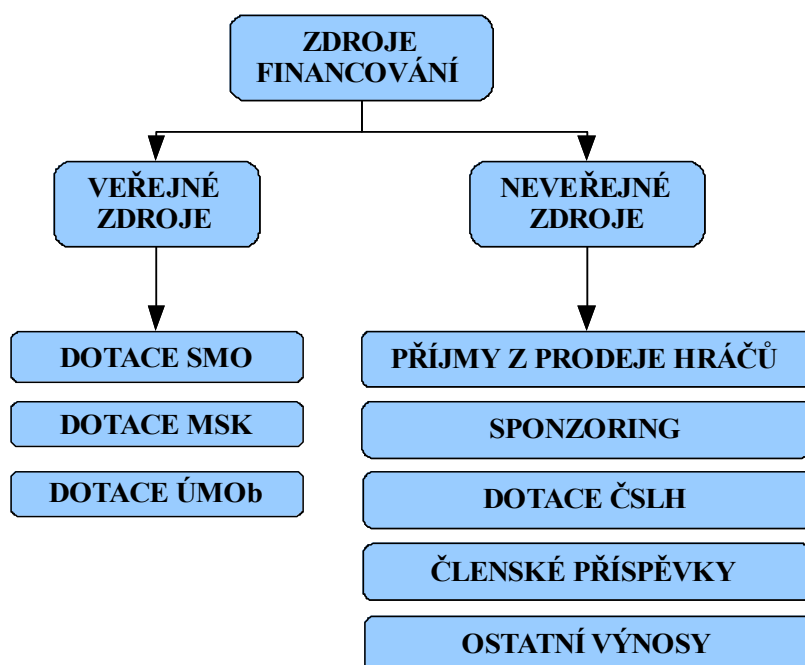 ZDROJE
FINANCOVÁNÍ
VEŘEJNÉ
ZDROJE
NEVEŘEJNÉ
ZDROJE
DOTACE SMO
DOTACE MSK
DOTACE ÚMOb
PŘÍJMY Z PRODEJE HRÁČŮ
SPONZORING
DOTACE ČSLH
ČLENSKÉ PŘÍSPĚVKY
OSTATNÍ VÝNOSY